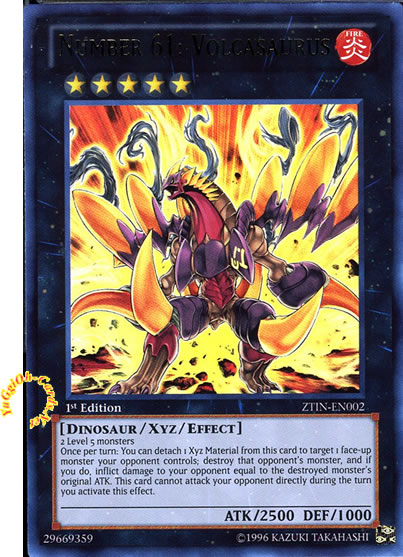 NUMBER 61: VOLCASAURUS
FIRE
炎
61
1st Edition
ZTIN-EN002
[DINOSAUR/XYZ/EFFECT]
2 Level 5 monsters
Once per turn: You can detach 1 Xyz Material from this card to target 1 face-up
monster your opponent controls; destroy that opponent's monster, and if
you do, inflict damage to your opponent equal to the destroyed monster's
original ATK. This card cannot attack your opponent directly during the turn
you activate this effect.
ATK/2500 DEF/1000
29669359
©1996 KAZUKI TAKAHASHI
YuGgiOh-Cards.Net